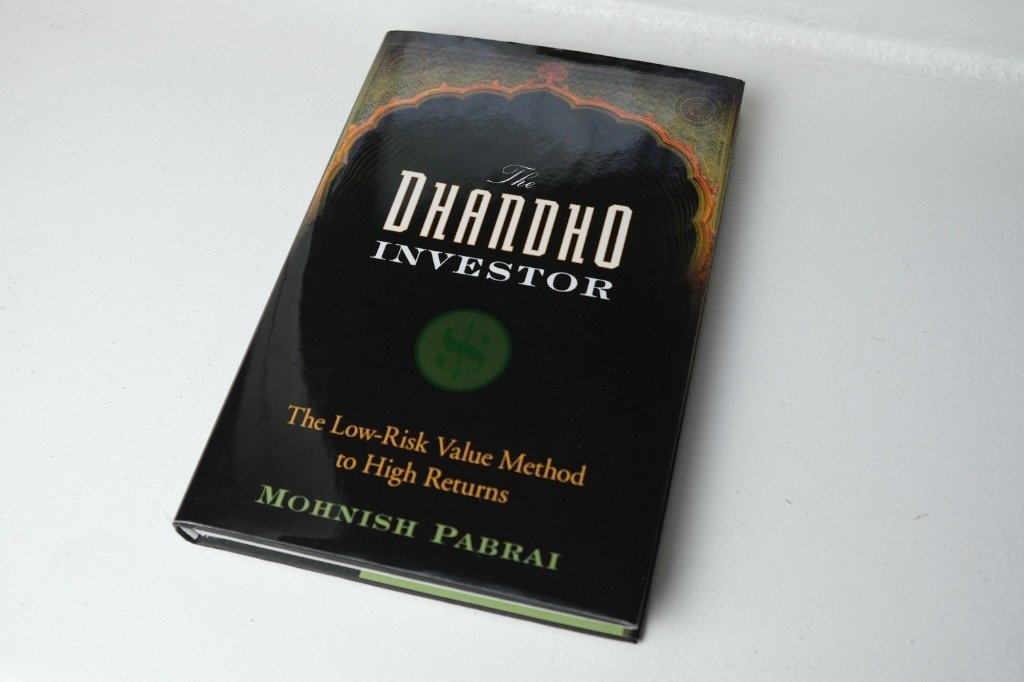 The
DHANDHO
INVESTOR
$
The Low-Risk Value Method
to High Returns
MOHNISH PABRAI